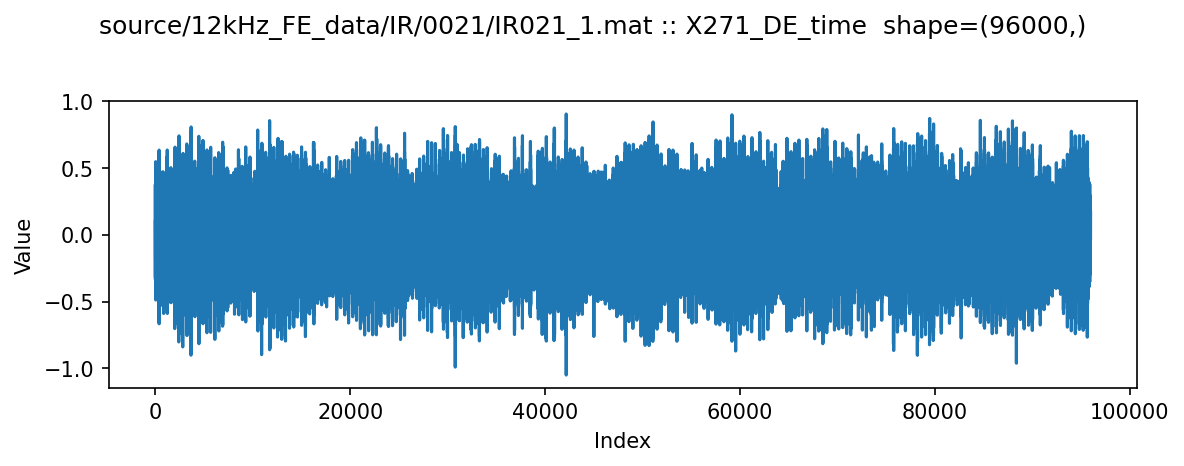 source/12kHz_FE_data/IR/0021/IR021_1.mat :: X271_DE_time  shape=(96000,)
1.0
0.5
0.0
−0.5
−1.0
Value
0 20000 40000 60000 80000 100000
Index